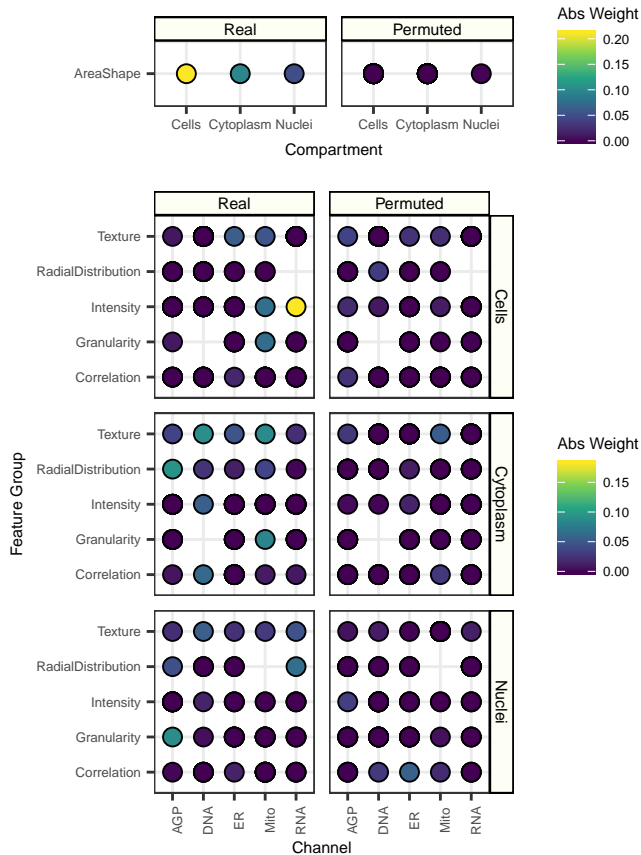 Real Permuted
AreaShape
Cells Cytoplasm Nuclei Cells Cytoplasm Nuclei
Compartment
Abs Weight
0.20
0.15
0.10
0.05
0.00
Real Permuted
Feature Group
Texture
RadialDistribution
Intensity
Granularity
Correlation
Cells
Texture
RadialDistribution
Intensity
Granularity
Correlation
Cytoplasm
Texture
RadialDistribution
Intensity
Granularity
Correlation
Nuclei
AGP DNA ER Mito RNA AGP DNA ER Mito RNA
Channel
Abs Weight
0.15
0.10
0.05
0.00